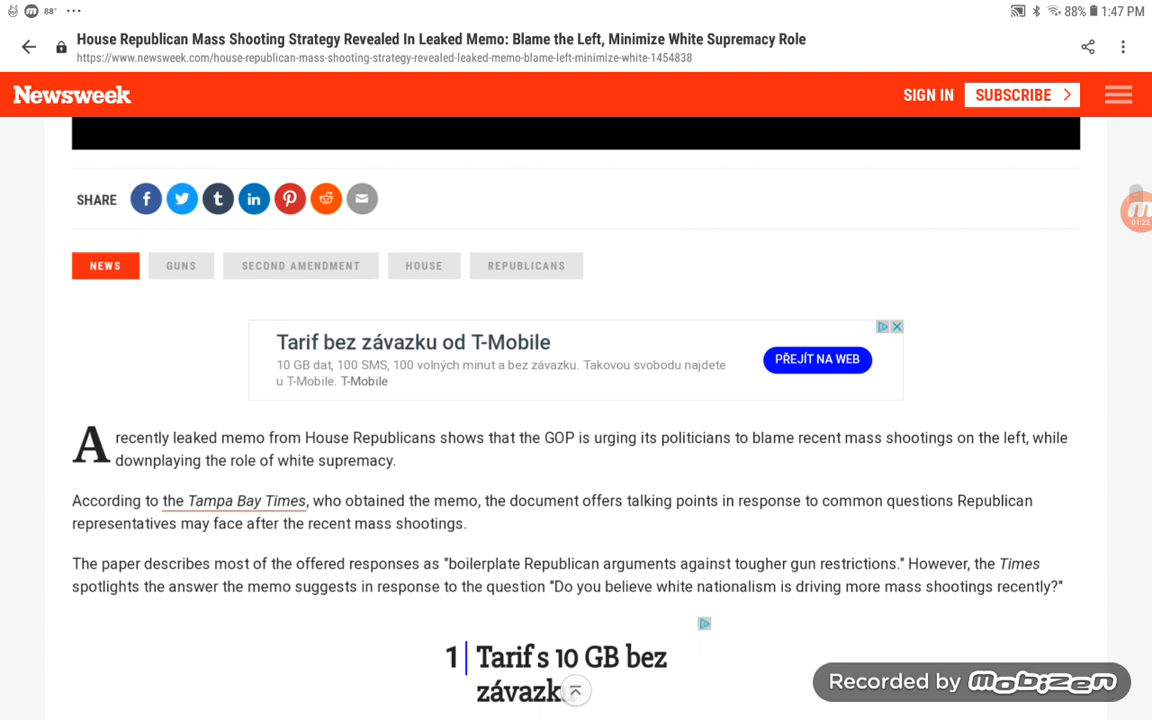 88° ...
88% 1:47 PM
House Republican Mass Shooting Strategy Revealed In Leaked Memo: Blame the Left, Minimize White Supremacy Role
https://www.newsweek.com/house-republican-mass-shooting-strategy-revealed-leaked-memo-blame-left-minimize-white-1454838
Newsweek
SIGN IN SUBSCRIBE
01:22
SHARE
NEWS GUNS SECOND AMENDMENT HOUSE REPUBLICANS
Tarif bez závazku od T-Mobile
10 GB dat, 100 SMS, 100 volných minut a bez závazku. Takovou svobodu najdete
u T-Mobile. T-Mobile
PŘEJÍT NA WEB
A recently leaked memo from House Republicans shows that the GOP is urging its politicians to blame recent mass shootings on the left, while
downplaying the role of white supremacy.
According to the Tampa Bay Times, who obtained the memo, the document offers talking points in response to common questions Republican
representatives may face after the recent mass shootings.
The paper describes most of the offered responses as "boilerplate Republican arguments against tougher gun restrictions." However, the Times
spotlights the answer the memo suggests in response to the question "Do you believe white nationalism is driving more mass shootings recently?"
1 Tarif s 10 GB bez
Recorded by mobizen